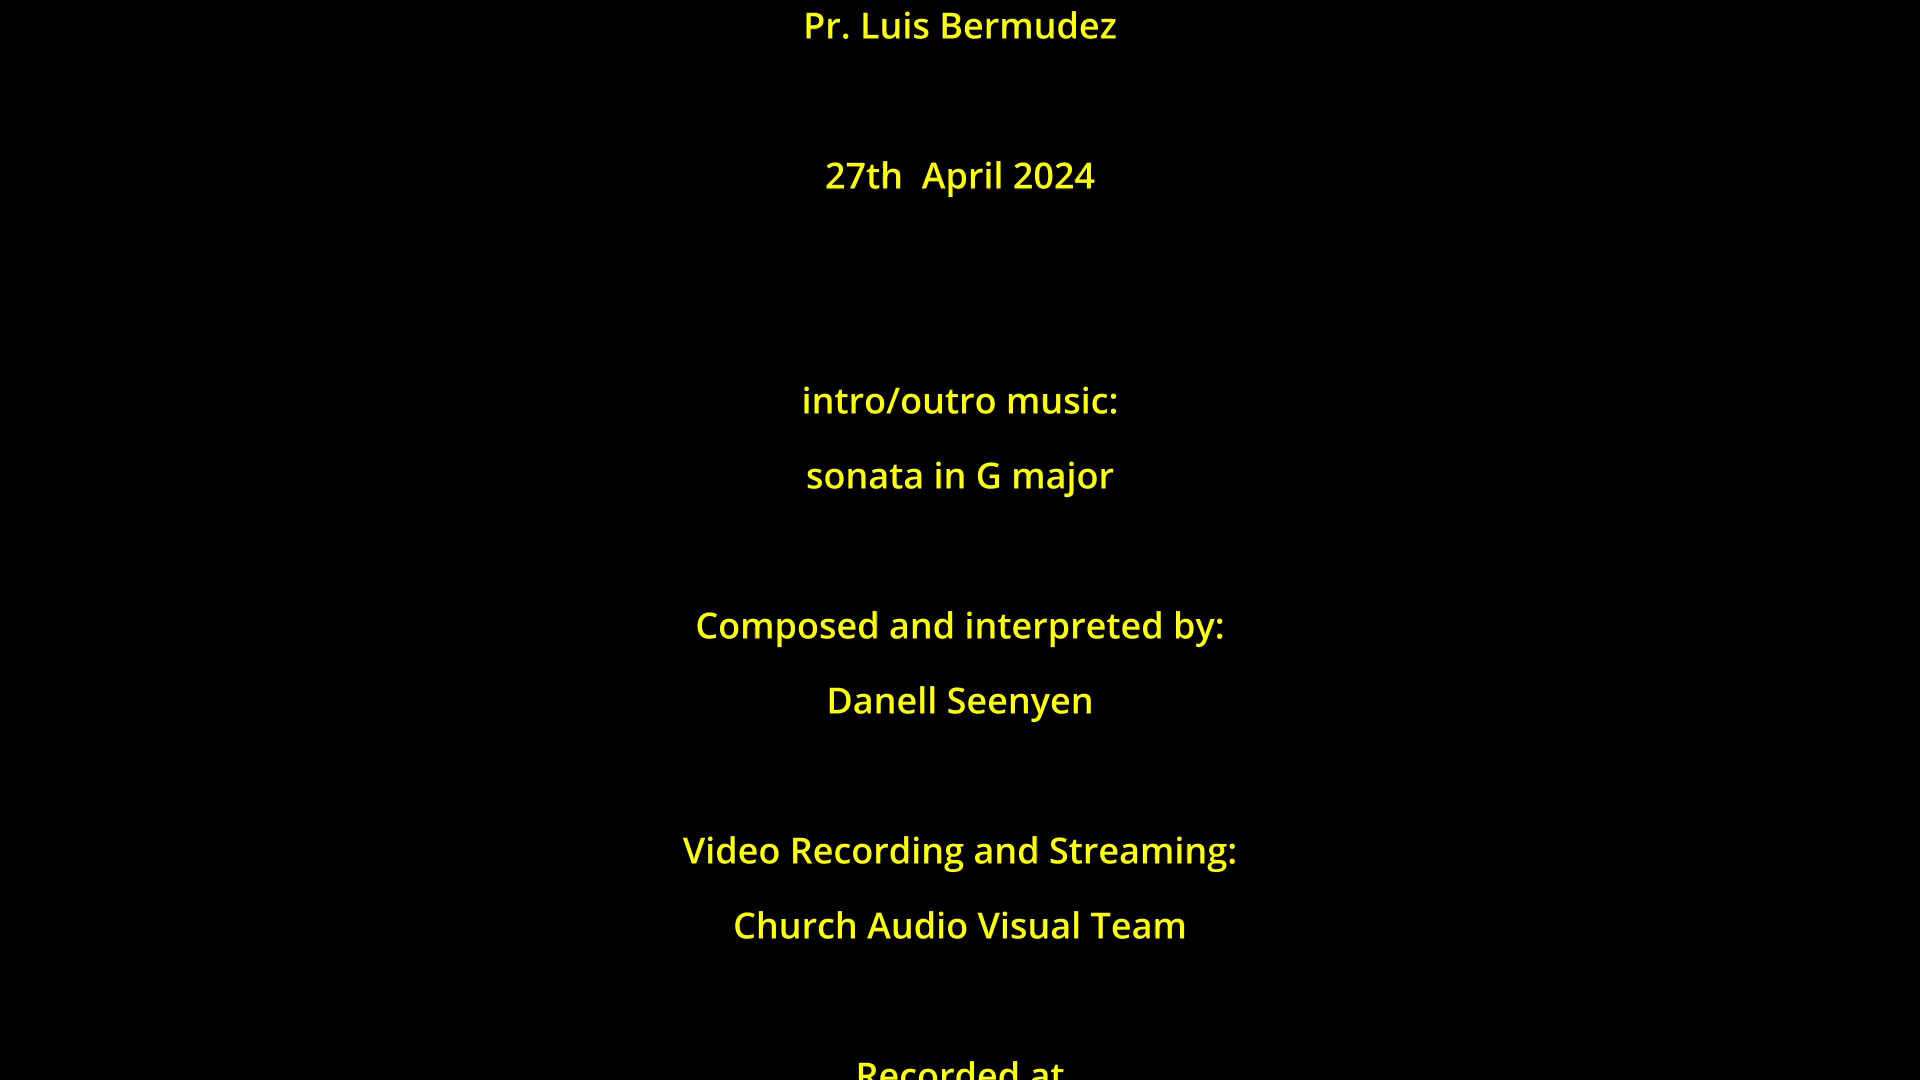 Pr. Luis Bermudez
27th  April 2024
intro/outro music:
sonata in G major
Composed and interpreted by:
Danell Seenyen
Video Recording and Streaming:
Church Audio Visual Team
Recorded at